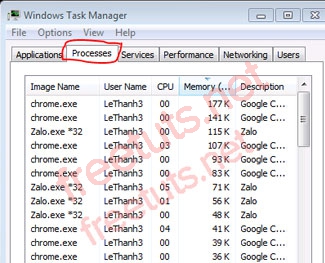 Windows Task Manager
File Options View Help
Applications Processes Services Performance Networking Users
Image Name User Name CPU Memory (... Description
chrome.exe LeThanh3 00 177 K Google C...
chrome.exe LeThanh3 00 141 K Google C...
Zalo.exe *32 LeThanh3 00 115 K Zalo
chrome.exe LeThanh3 03 107 K Google C...
chrome.exe LeThanh3 00 93 K Google C...
chrome.exe LeThanh3 00 83 K Google C...
Zalo.exe *32 LeThanh3 05 71 K Zalo
Zalo.exe *32 LeThanh3 01 56 K Zalo
Zalo.exe *32 LeThanh3 00 48 K Zalo
chrome.exe LeThanh3 04 41 K Google C...
chrome.exe LeThanh3 00 39 K Google C...
chrome.exe LeThanh3 00 36 K Google C...
freetuts.net
freetuts.net